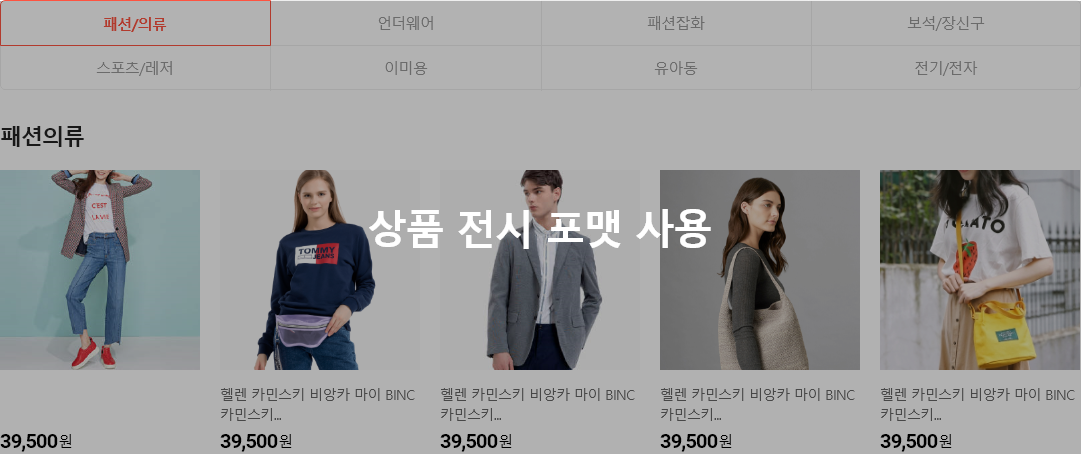 패션/의류
언더웨어
패션잡화
보석/장신구
스포츠/레저
이미용
유아동
전기/전자
패션의류
C'EST
LA VIE
TOMMY
JEANS
상품 전시 포맷 사용
헬렌 카민스키 비앙카 마이 BINC
카민스키...
헬렌 카민스키 비앙카 마이 BINC
카민스키...
헬렌 카민스키 비앙카 마이 BINC
카민스키...
헬렌 카민스키 비앙카 마이 BINC
카민스키...
39,500원
39,500원
39,500원
39,500원
39,500원